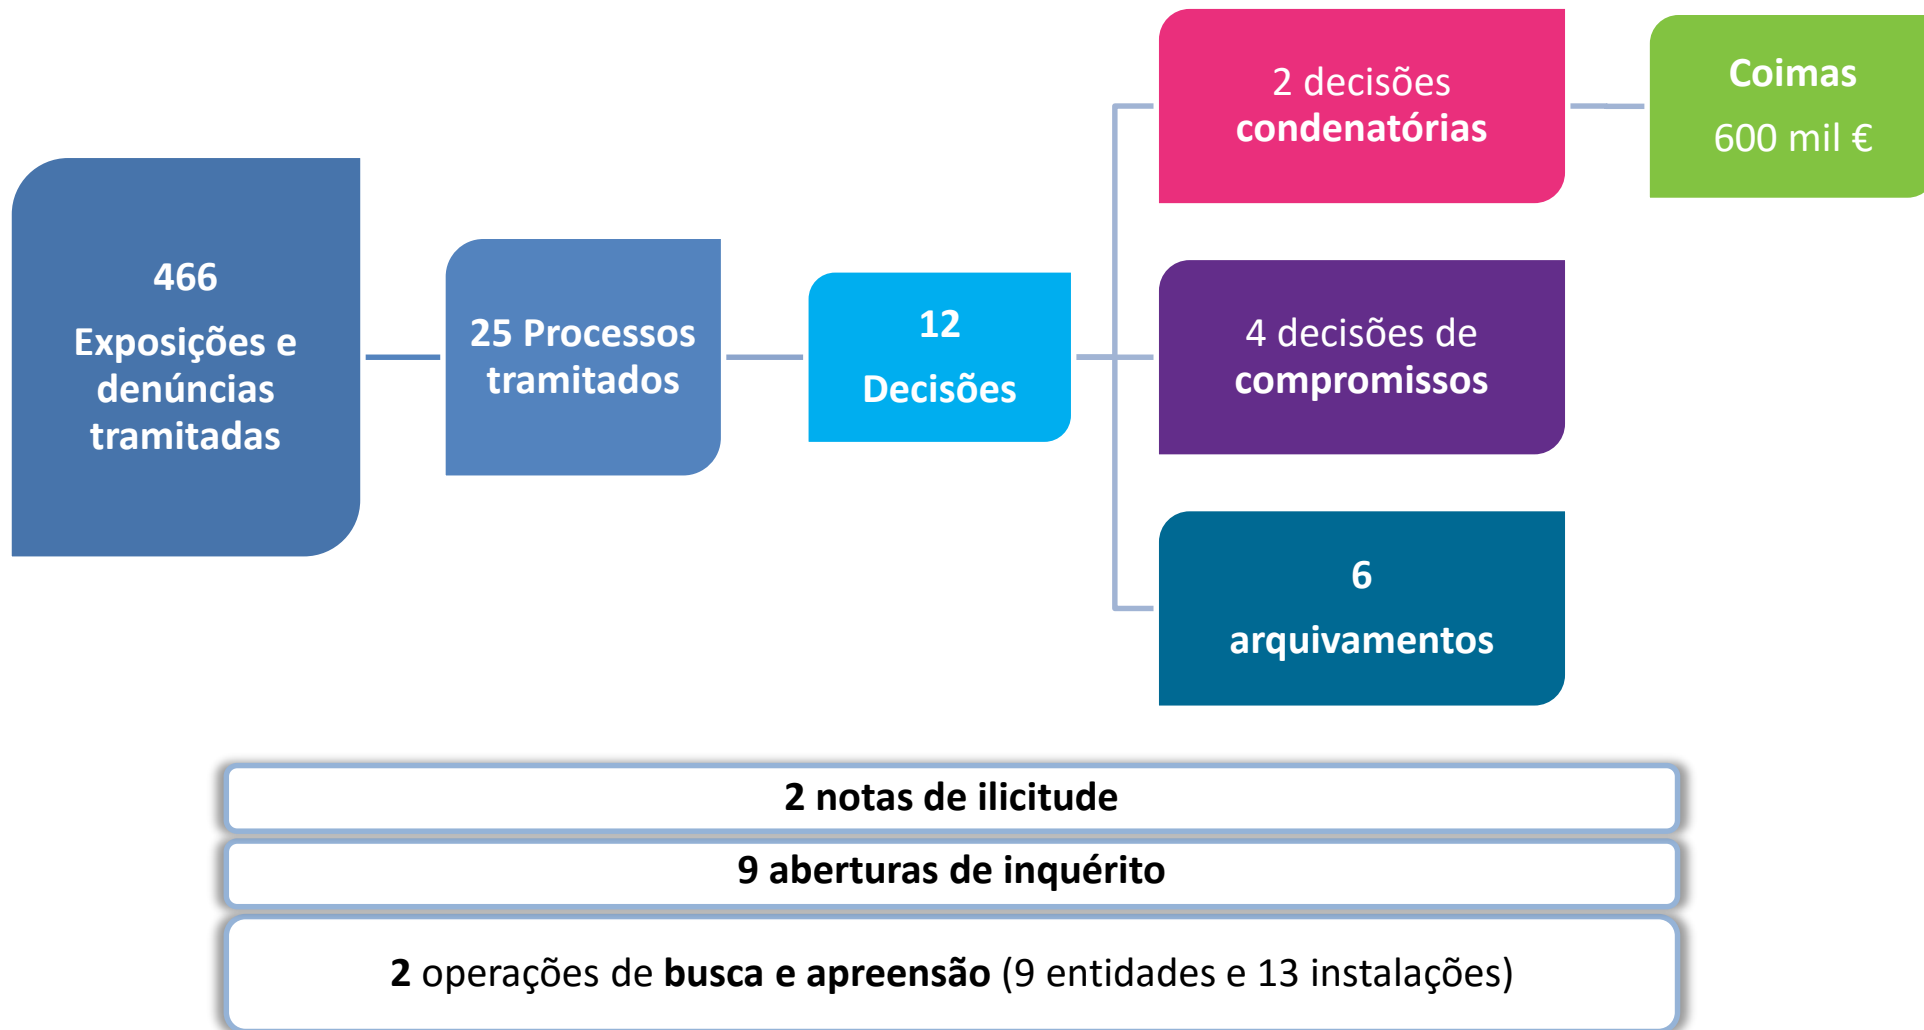 466
Exposições e
denúncias
tramitadas
25 Processos
tramitados
12
Decisões
2 decisões
condenatórias
Coimas
600 mil €
4 decisões de
compromissos
6
arquivamentos
2 notas de ilicitude
9 aberturas de inquérito
2 operações de busca e apreensão (9 entidades e 13 instalações)